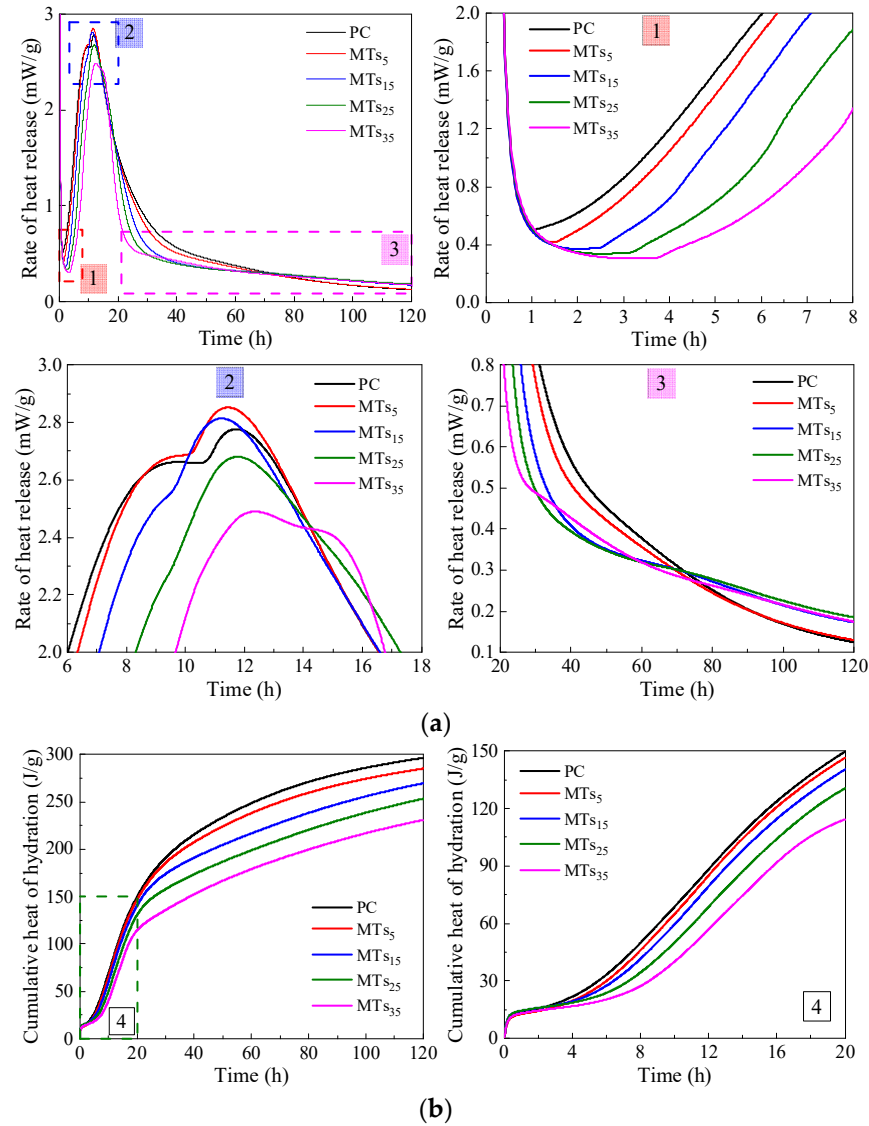 4
3
2
1
0
0
20
40
60
80
100
120
Rate of heat release (mW/g)
Time (h)
PC
MTs5
MTs15
MTs25
MTs35
1
2
3
2.0
1.6
1.2
0.8
0.4
0.0
0
1
2
3
4
5
6
7
8
Rate of heat release (mW/g)
Time (h)
PC
MTs5
MTs15
MTs25
MTs35
1
3.0
2.8
2.6
2.4
2.2
2.0
6
8
10
12
14
16
18
Rate of heat release (mW/g)
Time (h)
PC
MTs5
MTs15
MTs25
MTs35
2
0.8
0.7
0.6
0.5
0.4
0.3
0.2
0.1
20
40
60
80
100
120
Rate of heat release (mW/g)
Time (h)
PC
MTs5
MTs15
MTs25
MTs35
3
(a)
300
250
200
150
100
50
0
0
20
40
60
80
100
120
Cumulative heat of hydration (J/g)
Time (h)
PC
MTs5
MTs15
MTs25
MTs35
4
150
120
90
60
30
0
0
4
8
12
16
20
Cumulative heat of hydration (J/g)
Time (h)
PC
MTs5
MTs15
MTs25
MTs35
4
(b)